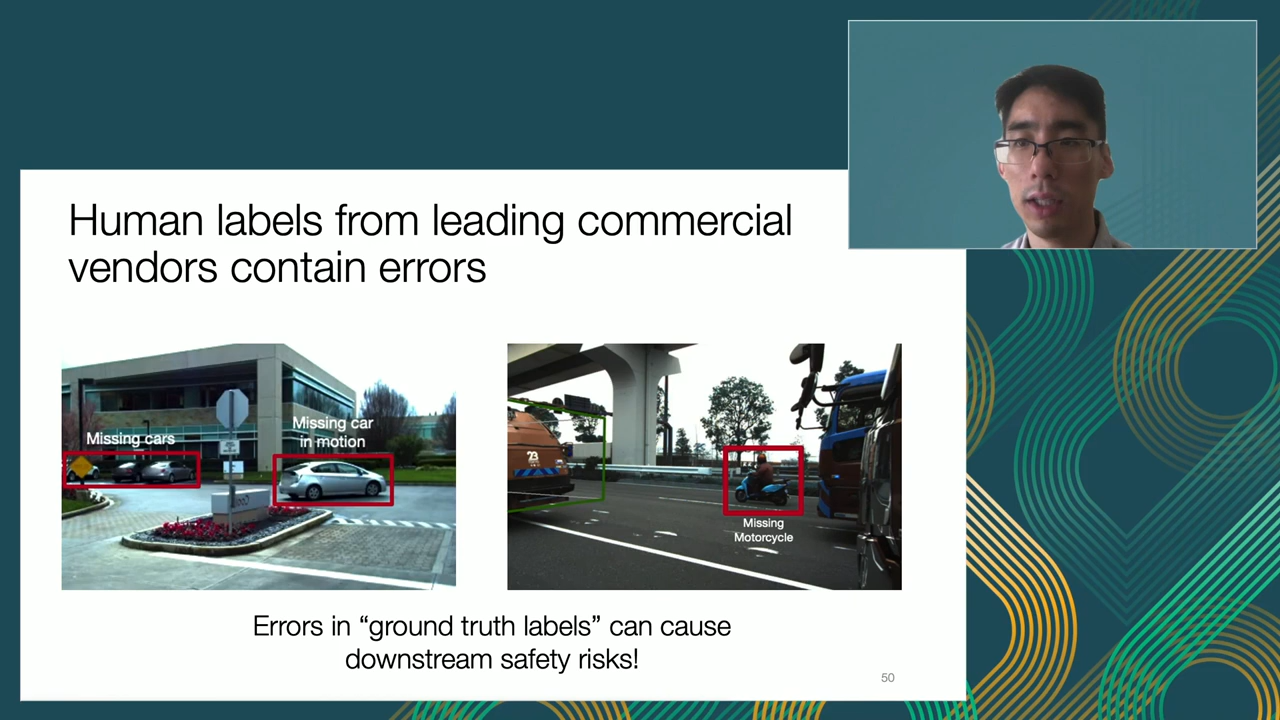 Human labels from leading commercial
vendors contain errors
Missing cars
Missing car
in motion
23
Missing
Motorcycle
Errors in “ground truth labels” can cause
downstream safety risks!
50